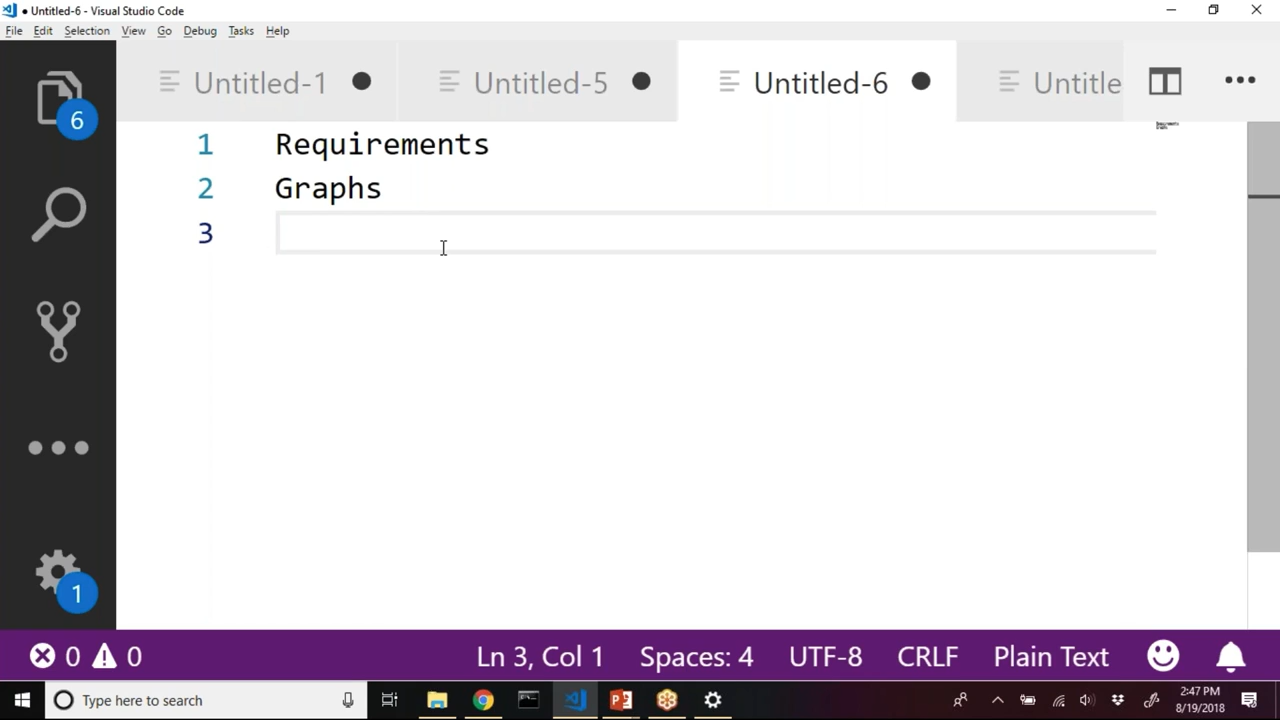 ● Untitled-6 - Visual Studio Code
File Edit Selection View Go Debug Tasks Help
Untitled-1 ● Untitled-5 ● Untitled-6 ● Untitle
6
1 Requirements
2 Graphs
3
1
0 0 Ln 3, Col 1 Spaces: 4 UTF-8 CRLF Plain Text
Type here to search
2:47 PM
8/19/2018